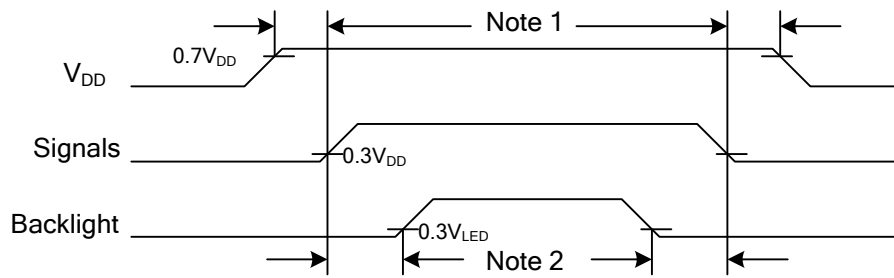 Note 1
0.7VDD
VDD
Signals
0.3VDD
Backlight
0.3VLED
Note 2